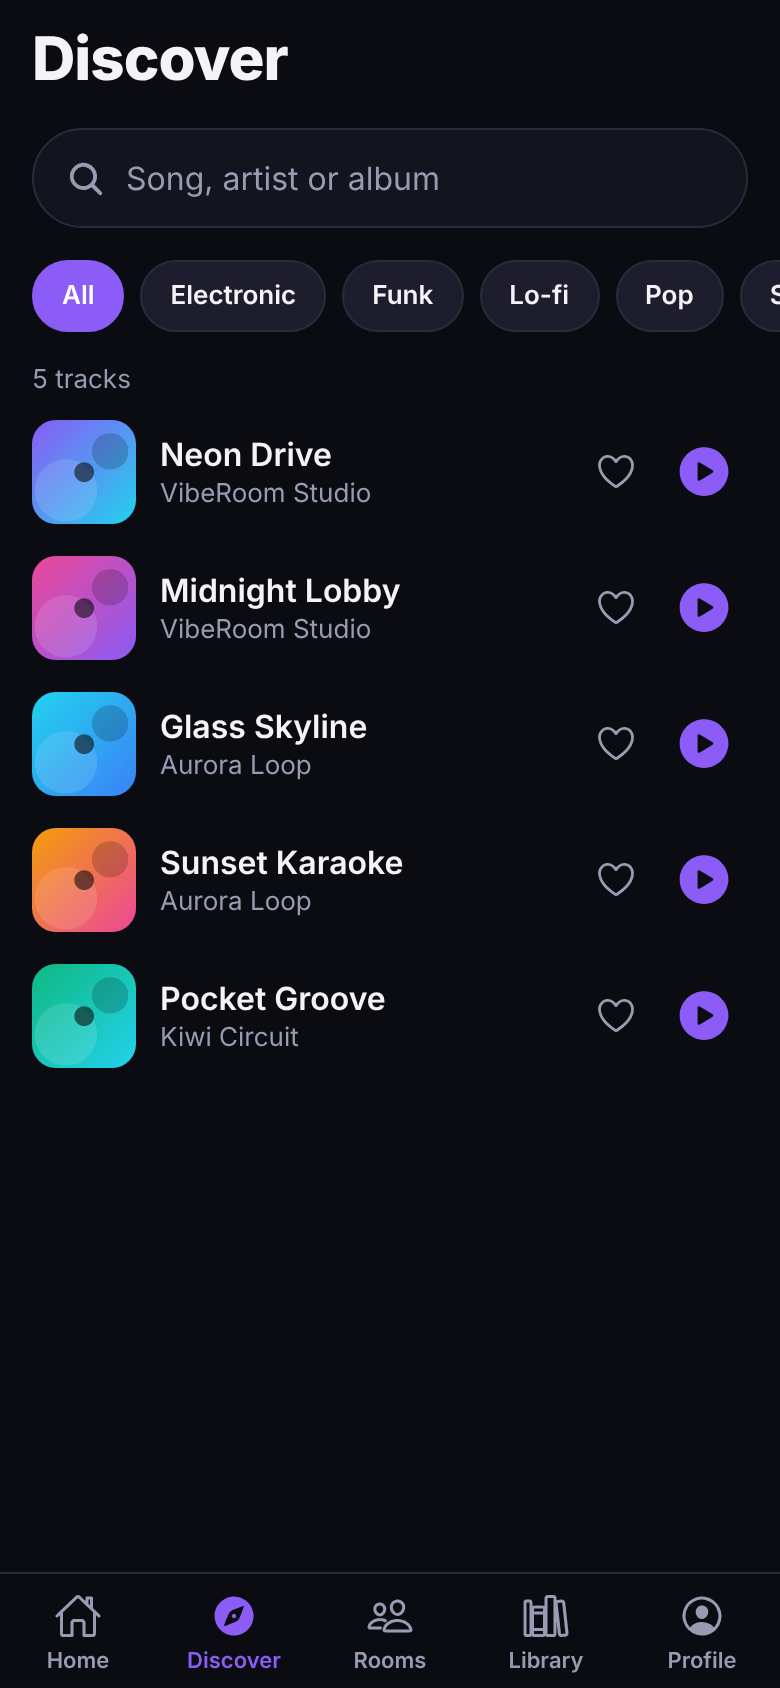 Discover
Song, artist or album
All Electronic Funk Lo-fi Pop
5 tracks
Neon Drive
VibeRoom Studio
Midnight Lobby
VibeRoom Studio
Glass Skyline
Aurora Loop
Sunset Karaoke
Aurora Loop
Pocket Groove
Kiwi Circuit
Home Discover Rooms Library Profile